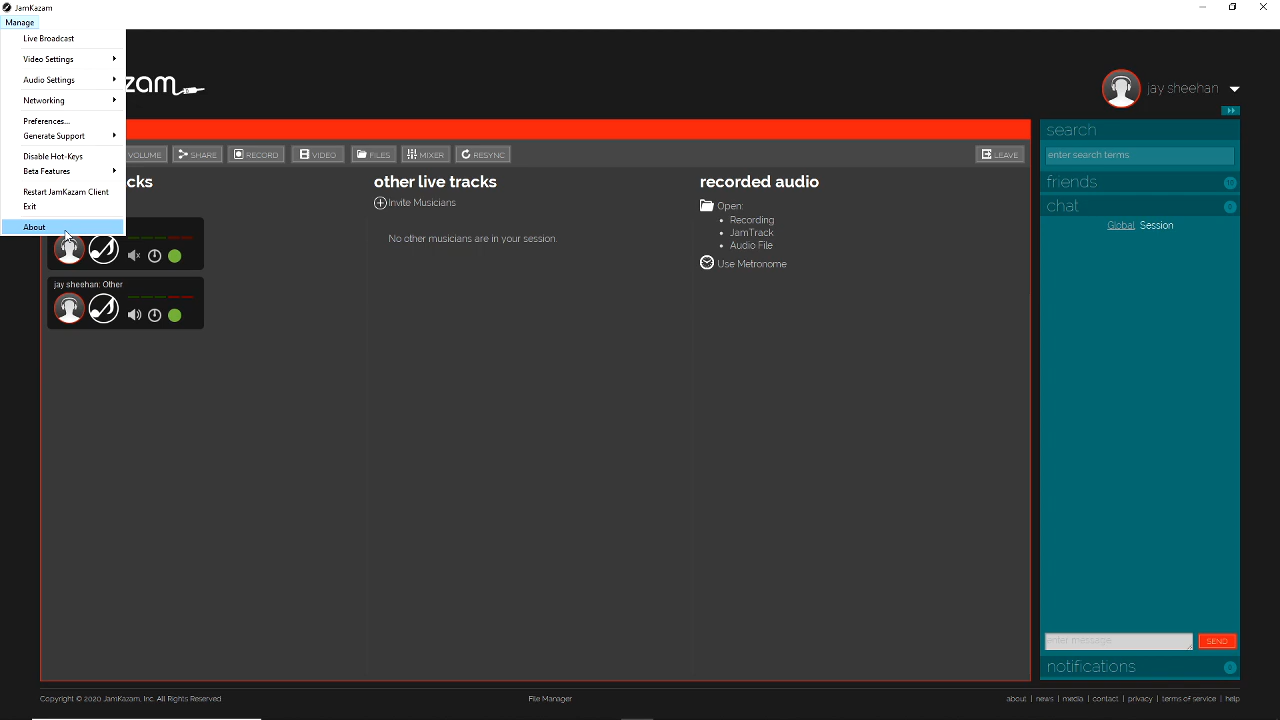 JamKazam
Manage
Live Broadcast
Video Settings
Audio Settings
Networking
Preferences...
Generate Support
Disable Hot-Keys
Beta Features
Restart JamKazam Client
Exit
About
zam
jay sheehan
VOLUME
SHARE
RECORD
VIDEO
FILES
MIXER
RESYNC
LEAVE
cks
jay sheehan: Other
other live tracks
Invite Musicians
No other musicians are in your session.
recorded audio
Open:
Recording
JamTrack
Audio File
Use Metronome
search
enter search terms
friends
chat
Global Session
enter message
SEND
notifications
Copyright © 2020 JamKazam, Inc. All Rights Reserved
File Manager
about | news | media | contact | privacy | terms of service | help